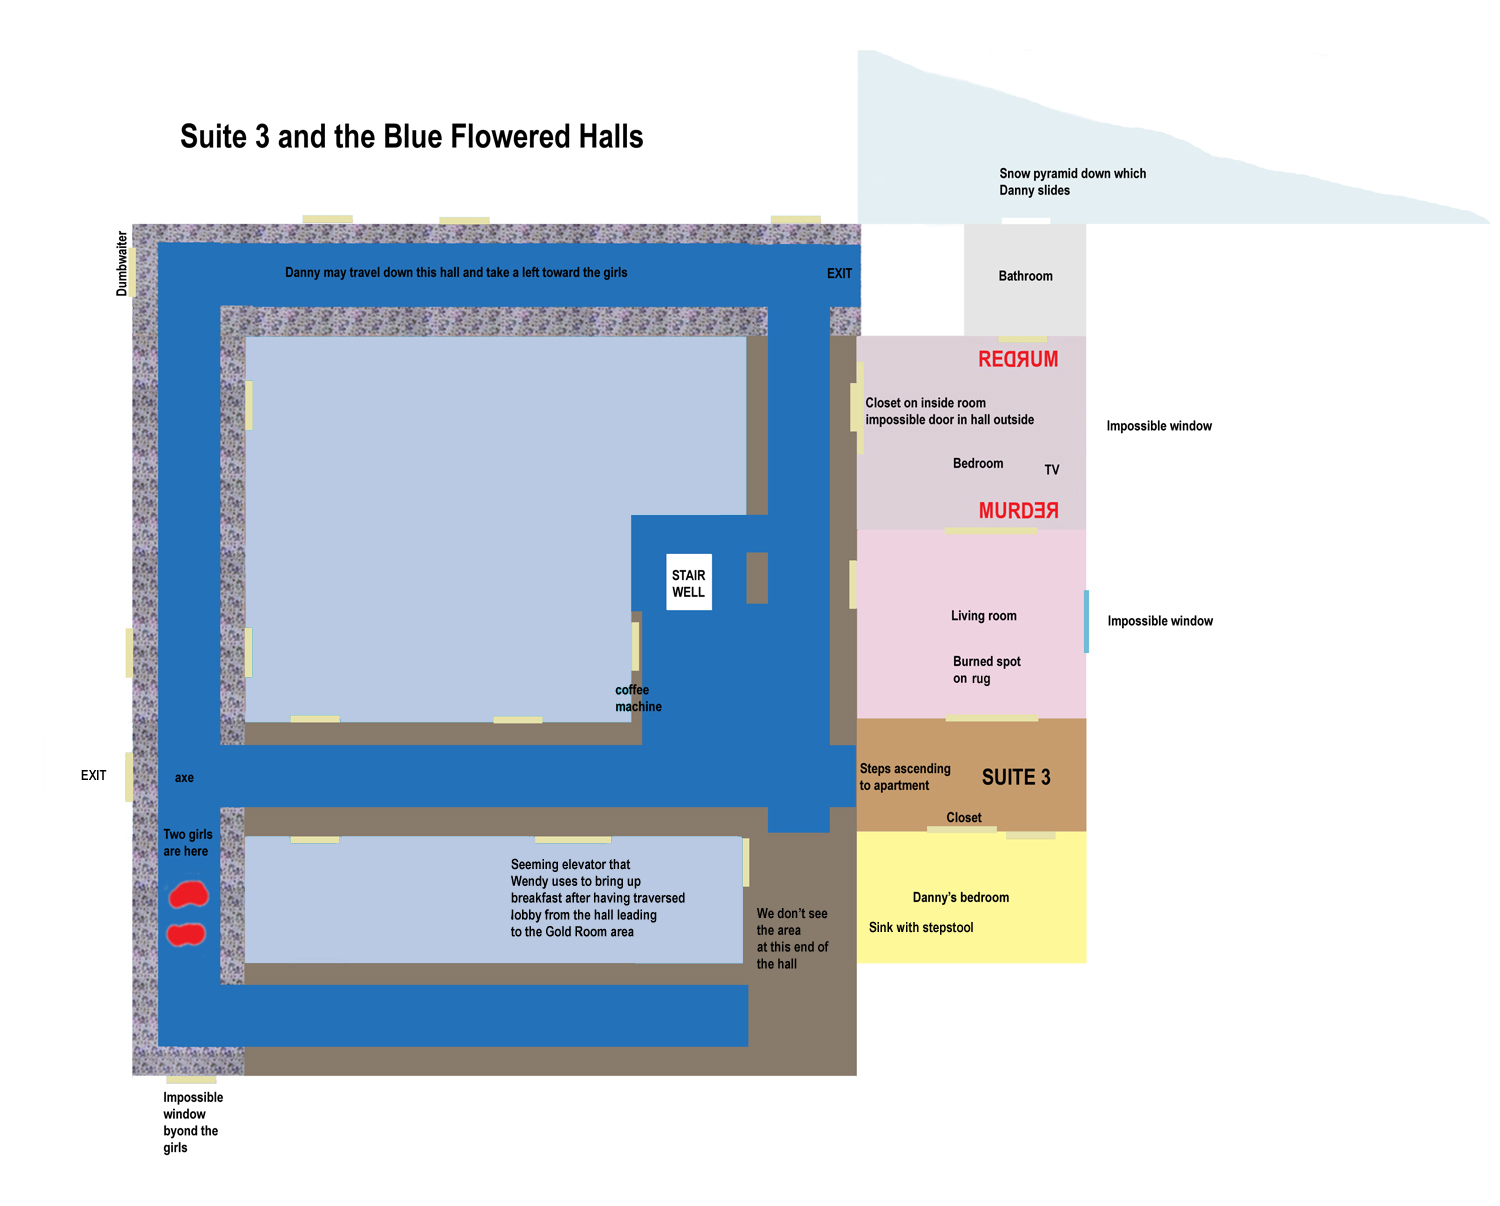 Suite 3 and the Blue Flowered Halls
Snow pyramid down which
Danny slides
Dumbwaiter
Danny may travel down this hall and take a left toward the girls
EXIT
Bathroom
REDЯUM
Closet on inside room
impossible door in hall outside
Impossible window
Bedroom
TV
MURDEЯ
STAIR
WELL
Living room
Impossible window
Burned spot
on rug
coffee
machine
EXIT
axe
Steps ascending
to apartment
SUITE 3
Closet
Two girls
are here
Seeming elevator that
Wendy uses to bring up
breakfast after having traversed
lobby from the hall leading
to the Gold Room area
We don't see
the area
at this end of
the hall
Danny's bedroom
Sink with stepstool
Impossible
window
byond the
girls